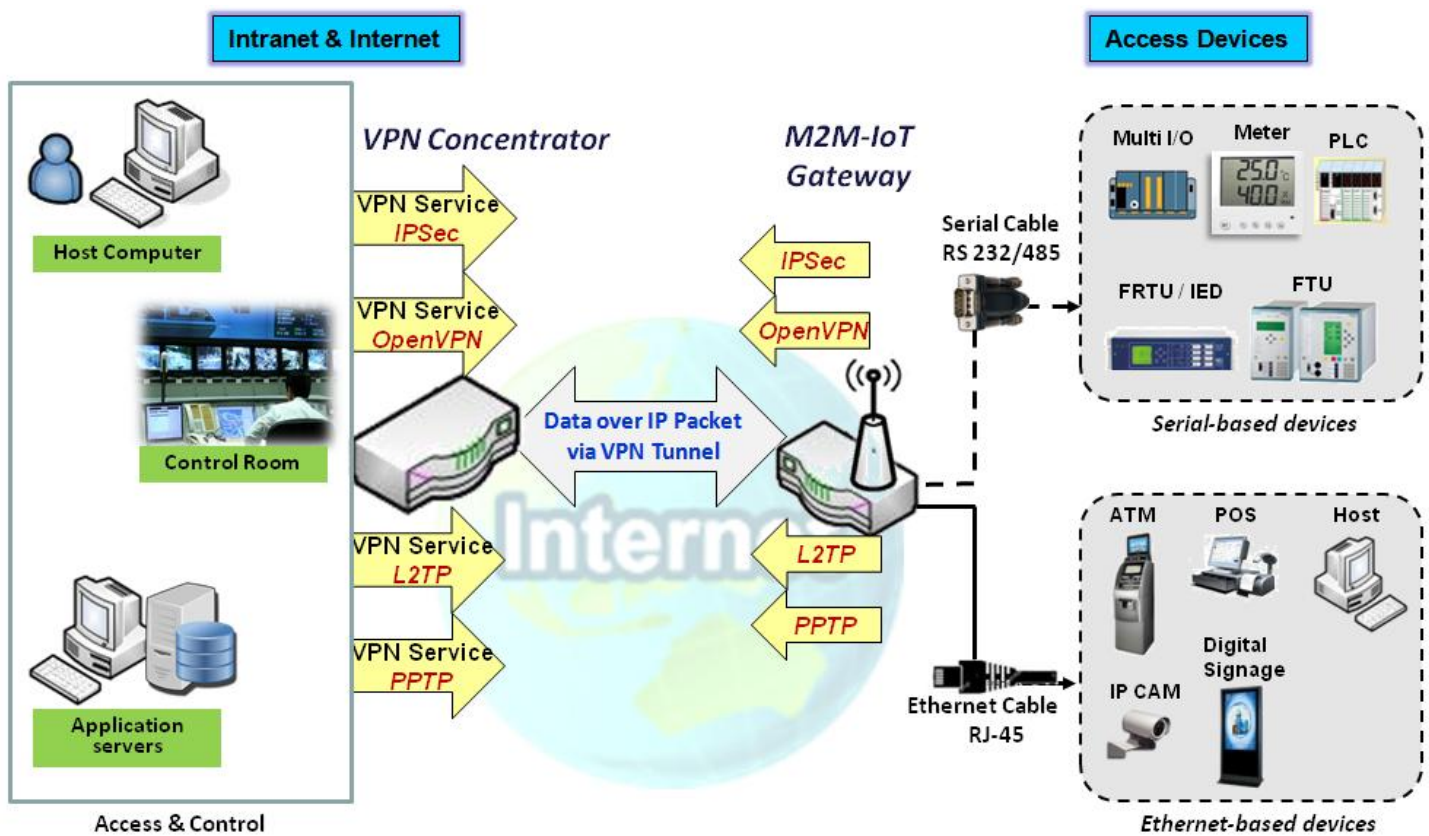 Intranet & Internet
Access Devices
Host Computer
Control Room
Application
servers
Access & Control
VPN Concentrator
VPN Service
IPSec
VPN Service
OpenVPN
VPN Service
L2TP
VPN Service
PPTP
Data over IP Packet
via VPN Tunnel
Internet
M2M-IoT
Gateway
IPSec
OpenVPN
L2TP
PPTP
Serial Cable
RS 232/485
Ethernet Cable
RJ-45
Multi I/O
Meter
PLC
25.0 °C
40.0
FRTU / IED
FTU
Serial-based devices
ATM
POS
Host
Digital
Signage
IP CAM
Ethernet-based devices